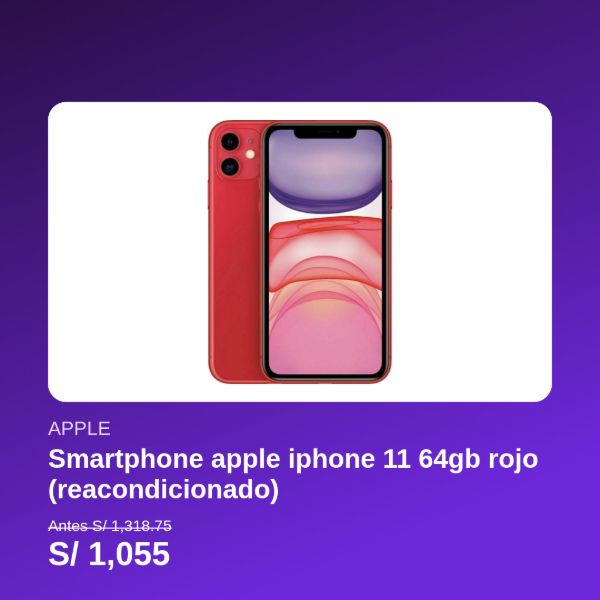 APPLE
Smartphone apple iphone 11 64gb rojo
(reacondicionado)
Antes S/ 1,318.75
S/ 1,055